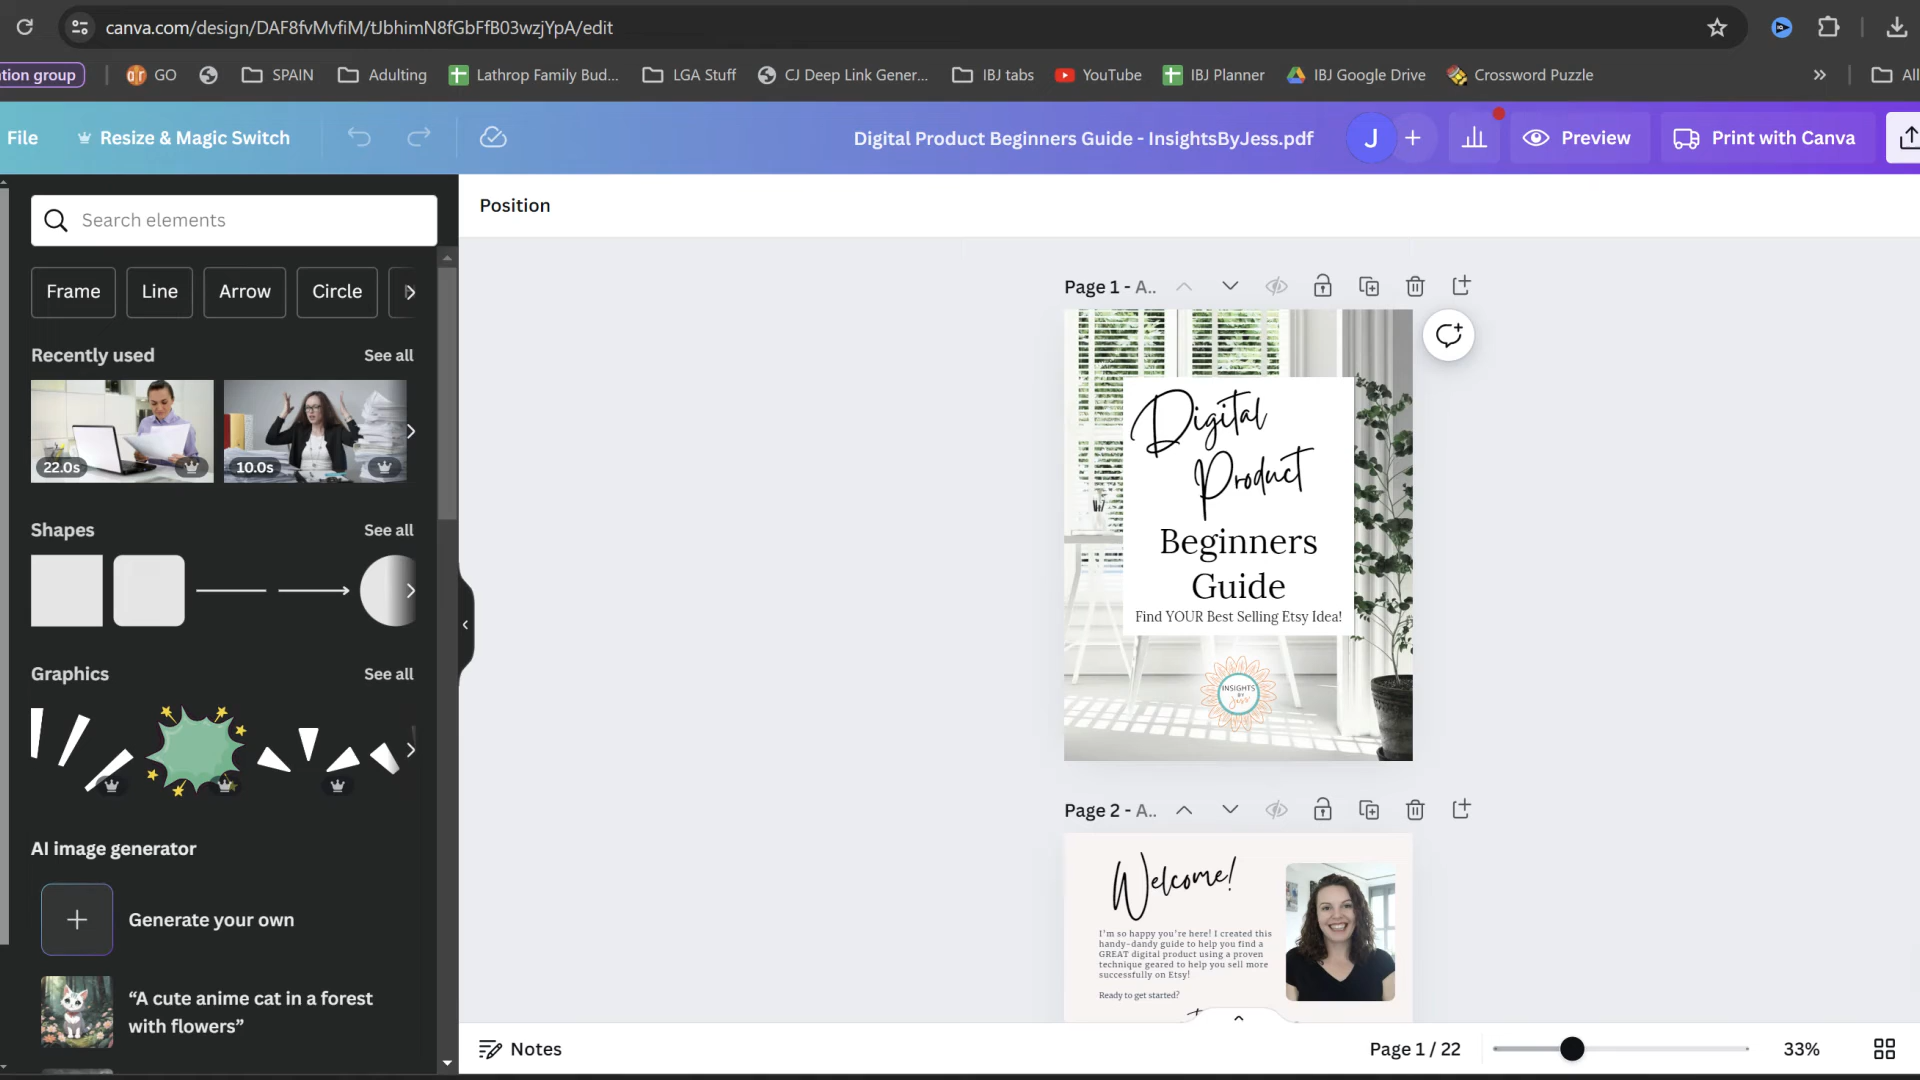 canva.com/design/DAF8fvMvfiM/tJbhimN8fGbFfB03wzjYpA/edit
tion group
GO
SPAIN
Adulting
Lathrop Family Bud...
LGA Stuff
CJ Deep Link Gener...
IBJ tabs
YouTube
IBJ Planner
IBJ Google Drive
Crossword Puzzle
»
All
File
Resize & Magic Switch
Digital Product Beginners Guide - InsightsByJess.pdf
J
Preview
Print with Canva
Search elements
Position
Frame
Line
Arrow
Circle
Recently used
See all
22.0s
10.0s
Shapes
See all
Graphics
See all
AI image generator
Generate your own
“A cute anime cat in a forest
with flowers”
Page 1 - A..
Digital
Product
Beginners
Guide
Find YOUR Best Selling Etsy Idea!
INSIGHTS
BY
Jess
Page 2 - A..
Welcome!
I'm so happy you're here! I created this
handy-dandy guide to help you find a
GREAT digital product using a proven
technique geared to help you sell more
successfully on Etsy!
Ready to get started?
Notes
Page 1 / 22
33%